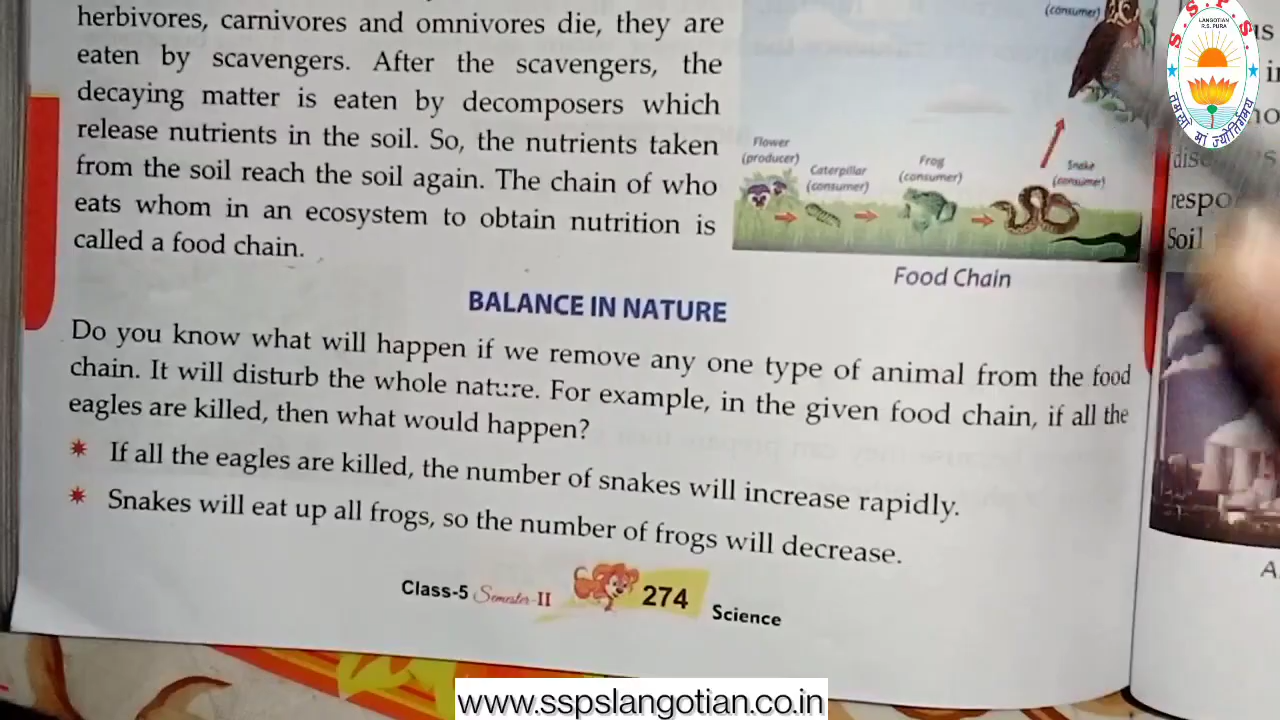 herbivores, carnivores and omnivores die, they are
eaten by scavengers. After the scavengers, the
decaying matter is eaten by decomposers which
release nutrients in the soil. So, the nutrients taken
from the soil reach the soil again. The chain of who
eats whom in an ecosystem to obtain nutrition is
called a food chain.
(consumer)
Flower
(producer)
Caterpillar
(consumer)
Frog
(consumer)
Snake
(consumer)
Food Chain
BALANCE IN NATURE
Do you know what will happen if we remove any one type of animal from the food
chain. It will disturb the whole nature. For example, in the given food chain, if all the
eagles are killed, then what would happen?
✷ If all the eagles are killed, the number of snakes will increase rapidly.
✷ Snakes will eat up all frogs, so the number of frogs will decrease.
Class-5 Semester-II 274 Science
S.S.P.S
LANGOTIAN
R.S. PURA
तमसो मां ज्योतिर्गमय
Soil
www.sspslangotian.co.in